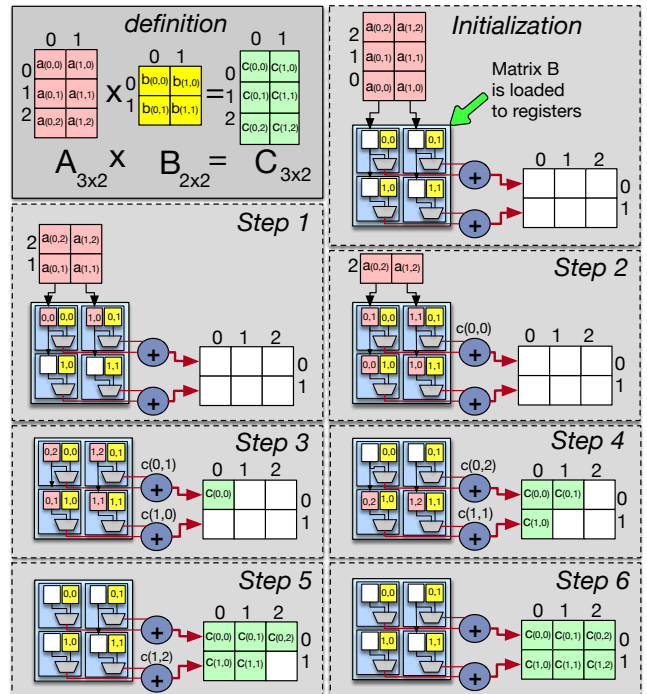 definition
0 1
0 a(0,0) a(1,0)
1 a(0,1) a(1,1)
2 a(0,2) a(1,2)
x
0 1
0 b(0,0) b(1,0)
1 b(0,1) b(1,1)
=
0 1
0 C(0,0) C(1,0)
1 C(0,1) C(1,1)
2 C(0,2) C(1,2)
A3x2 x B2x2 = C3x2
Initialization
2 a(0,2) a(1,2)
1 a(0,1) a(1,1)
0 a(0,0) a(1,0)
Matrix B
is loaded
to registers
0,0 0,1
1,0 1,1
+
+
0 1 2
0
1
Step 1
2 a(0,2) a(1,2)
1 a(0,1) a(1,1)
0,0 0,0 1,0 0,1
1,0 1,1
+
+
0 1 2
0
1
Step 2
2 a(0,2) a(1,2)
0,1 0,0 1,1 0,1
0,0 1,0 1,0 1,1
c(0,0)
+
+
0 1 2
0
1
Step 3
0,2 0,0 1,2 0,1
0,1 1,0 1,1 1,1
c(0,1)
+
c(1,0)
+
0 1 2
C(0,0) 0
1
Step 4
0,0 0,1
0,2 1,0 1,2 1,1
c(0,2)
+
c(1,1)
+
0 1 2
C(0,0) C(0,1) 0
C(1,0) 1
Step 5
0,0 0,1
1,0 1,1
+
c(1,2)
+
0 1 2
C(0,0) C(0,1) C(0,2) 0
C(1,0) C(1,1) 1
Step 6
0,0 0,1
1,0 1,1
+
+
0 1 2
C(0,0) C(0,1) C(0,2) 0
C(1,0) C(1,1) C(1,2) 1